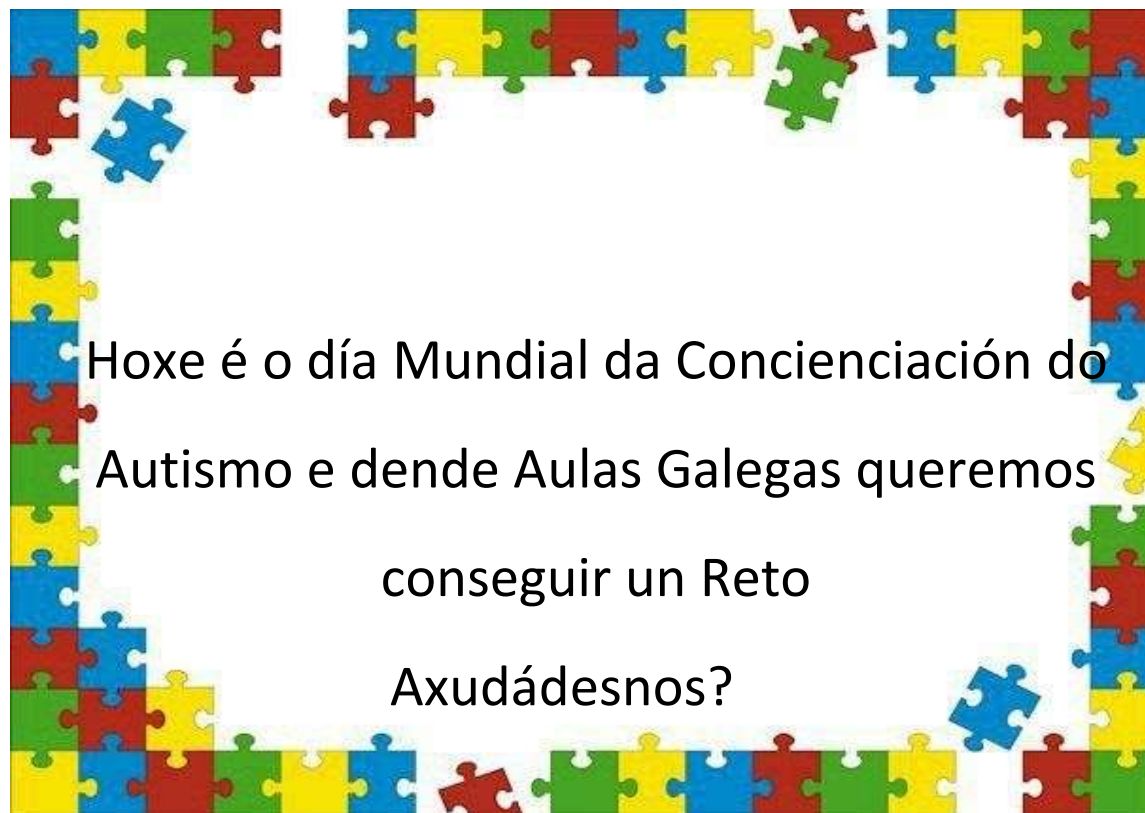 Hoxe é o día Mundial da Concienciación do
Autismo e dende Aulas Galegas queremos
conseguir un Reto
Axudádesnos?